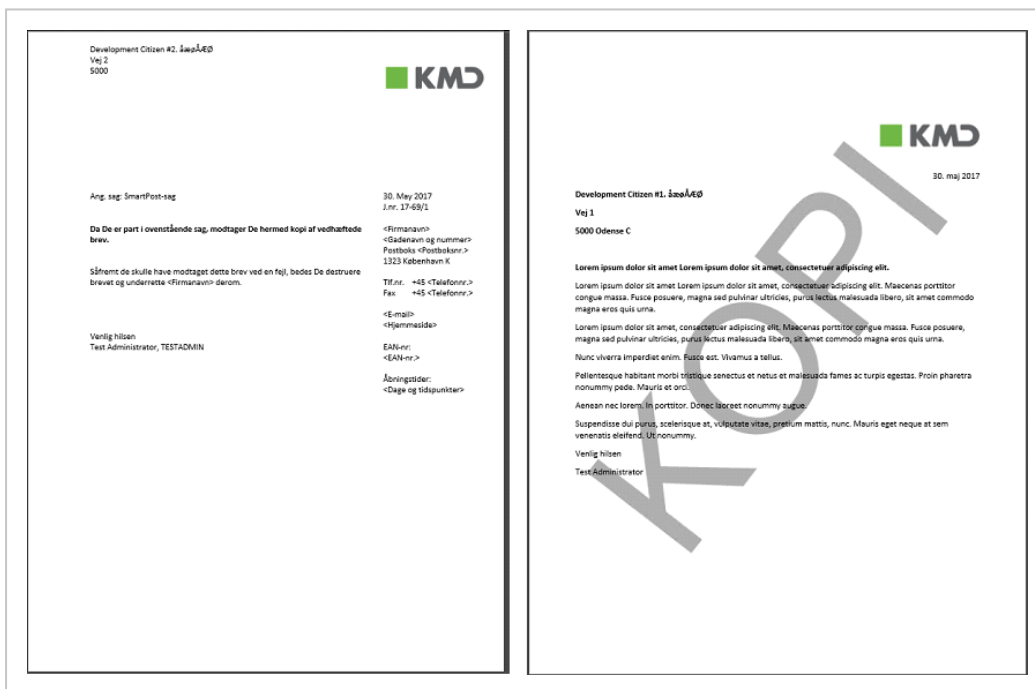 Development Citizen #2. åæøÅÆØ
Vej 2
5000
KMD
Ang. sag: SmartPost-sag
30. May 2017
J.nr. 17-69/1
Da De er part i ovenstående sag, modtager De hermed kopi af vedhæftede
brev.
<Firmanavn>
<Gadenavn og nummer>
Postboks <Postboksnr.>
1323 København K
Såfremt de skulle have modtaget dette brev ved en fejl, bedes De destruere
brevet og underrette <Firmanavn> derom.
Tlf.nr. +45 <Telefonnr.>
Fax +45 <Telefonnr.>
<E-mail>
<Hjemmeside>
Venlig hilsen
Test Administrator, TESTADMIN
EAN-nr:
<EAN-nr.>
Åbningstider:
<Dage og tidspunkter>
KMD
30. maj 2017
Development Citizen #1. åæøÅÆØ
Vej 1
5000 Odense C
Lorem ipsum dolor sit amet Lorem ipsum dolor sit amet, consectetuer adipiscing elit.
Lorem ipsum dolor sit amet Lorem ipsum dolor sit amet, consectetuer adipiscing elit. Maecenas porttitor
congue massa. Fusce posuere, magna sed pulvinar ultricies, purus lectus malesuada libero, sit amet commodo
magna eros quis urna.
Lorem ipsum dolor sit amet, consectetuer adipiscing elit. Maecenas porttitor congue massa. Fusce posuere,
magna sed pulvinar ultricies, purus lectus malesuada libero, sit amet commodo magna eros quis urna.
Nunc viverra imperdiet enim. Fusce est. Vivamus a tellus.
Pellentesque habitant morbi tristique senectus et netus et malesuada fames ac turpis egestas. Proin pharetra
nonummy pede. Mauris et orci.
Aenean nec lorem. In porttitor. Donec laoreet nonummy augue.
Suspendisse dui purus, scelerisque at, vulputate vitae, pretium mattis, nunc. Mauris eget neque at sem
venenatis eleifend. Ut nonummy.
Venlig hilsen
Test Administrator
KOPI